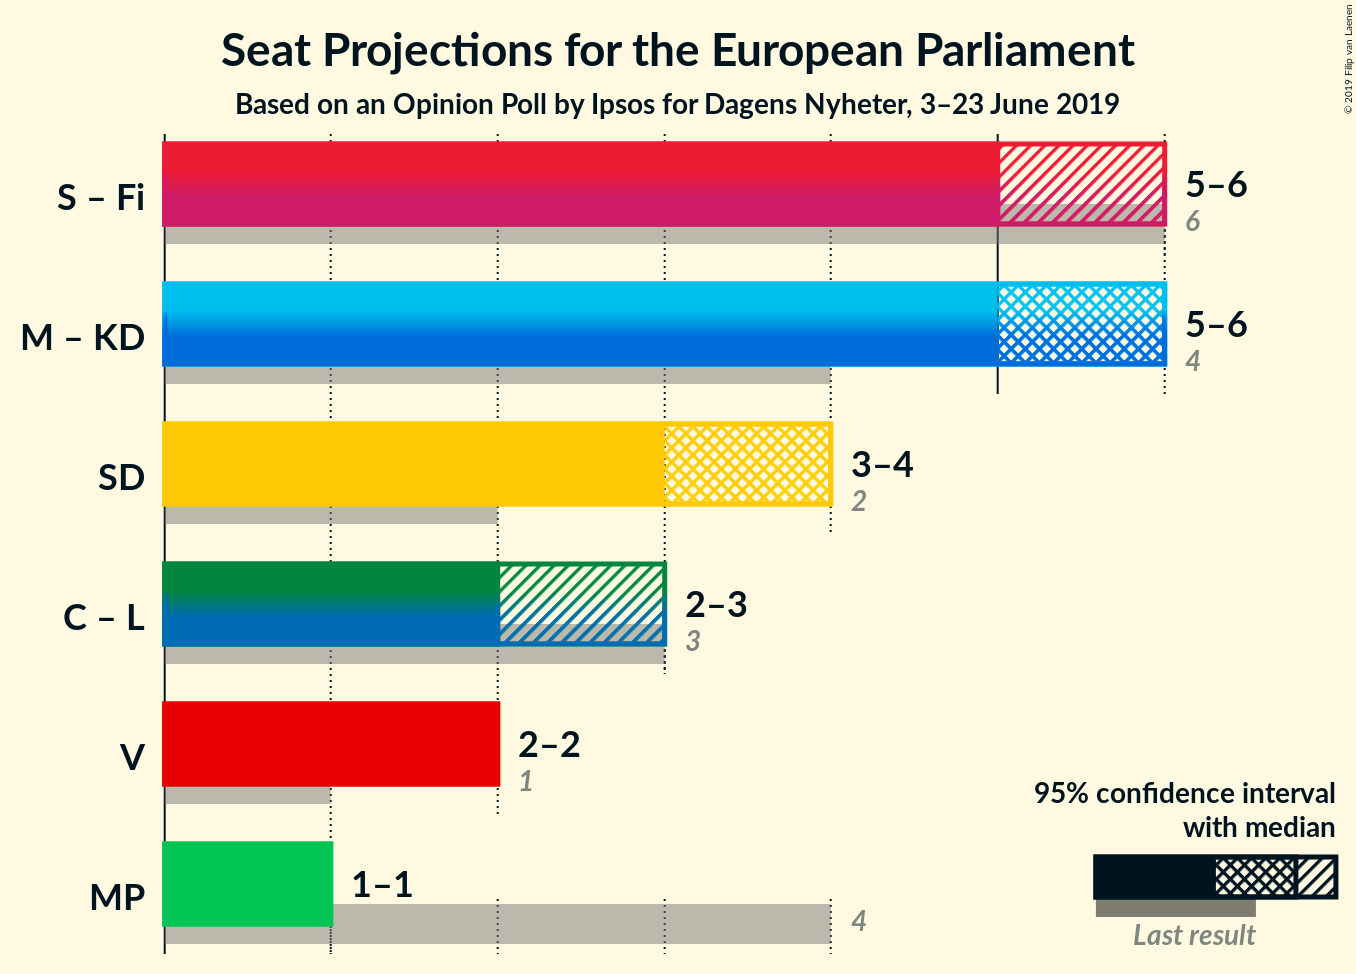 Seat Projections for the European Parliament
Based on an Opinion Poll by Ipsos for Dagens Nyheter, 3–23 June 2019
© 2019 Filip van Laenen
S – Fi
5–6
6
M – KD
5–6
4
SD
3–4
2
C – L
2–3
3
V
2–2
1
MP
1–1
4
95% confidence interval
with median
Last result